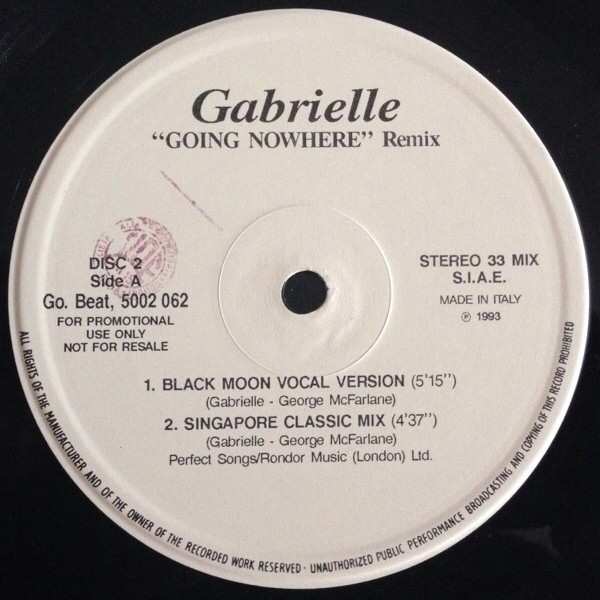 Gabrielle
“GOING NOWHERE” Remix
DISC 2
Side A
Go. Beat, 5002 062
FOR PROMOTIONAL
USE ONLY
NOT FOR RESALE
STEREO 33 MIX
S.I.A.E.
MADE IN ITALY
℗ 1993
1. BLACK MOON VOCAL VERSION (5'15'')
(Gabrielle - George McFarlane)
2. SINGAPORE CLASSIC MIX (4'37'')
(Gabrielle - George McFarlane)
Perfect Songs/Rondor Music (London) Ltd.
ALL RIGHTS OF THE MANUFACTURER AND OF THE OWNER OF THE RECORDED WORK RESERVED · UNAUTHORIZED PUBLIC PERFORMANCE BROADCASTING AND COPYING OF THIS RECORD PROHIBITED